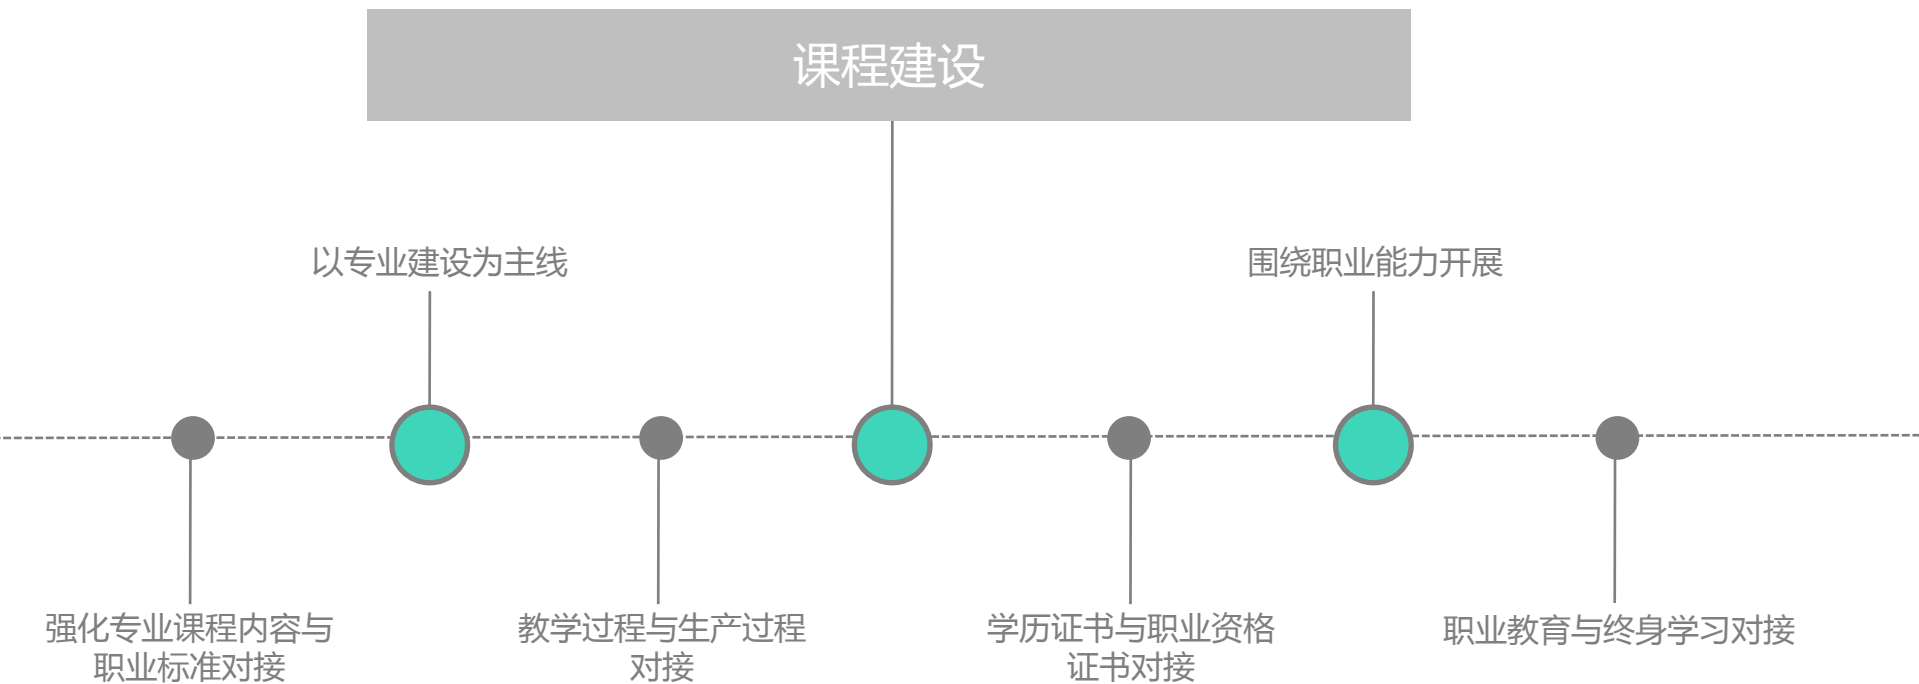 课程建设
以专业建设为主线
围绕职业能力开展
强化专业课程内容与
职业标准对接
教学过程与生产过程
对接
学历证书与职业资格
证书对接
职业教育与终身学习对接